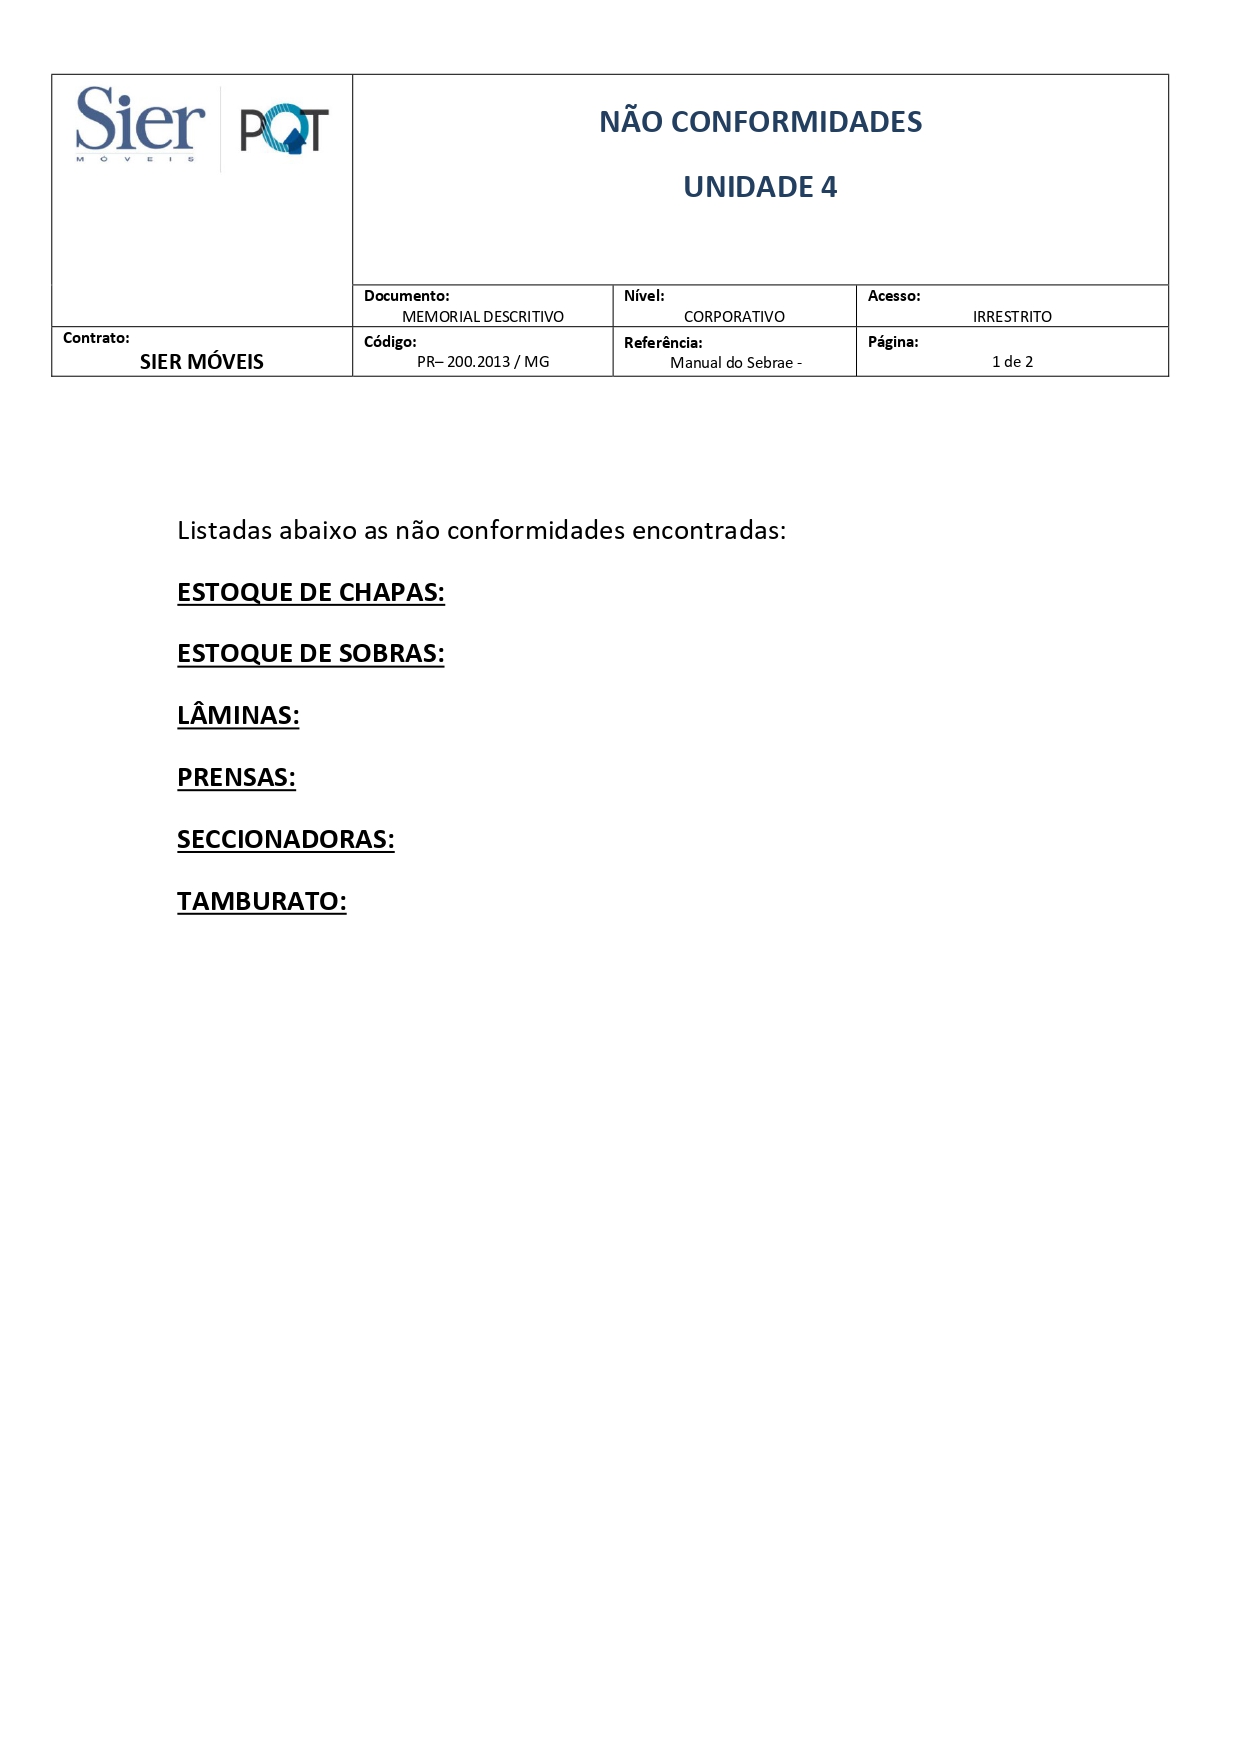 Sier
MÓVEIS
PQT
NÃO CONFORMIDADES
UNIDADE 4
Documento:
MEMORIAL DESCRITIVO
Nível:
CORPORATIVO
Acesso:
IRRESTRITO
Contrato:
SIER MÓVEIS
Código:
PR– 200.2013 / MG
Referência:
Manual do Sebrae -
Página:
1 de 2
Listadas abaixo as não conformidades encontradas:
ESTOQUE DE CHAPAS:
ESTOQUE DE SOBRAS:
LÂMINAS:
PRENSAS:
SECCIONADORAS:
TAMBURATO: